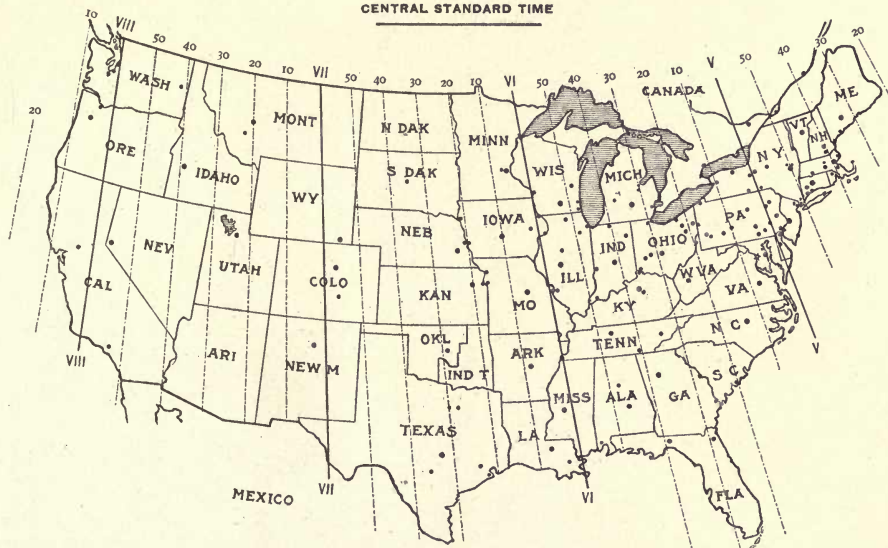 CENTRAL STANDARD TIME
10 VIII 50 40 30 20 10 VII 50 40 30 20 10 VI 50 40 30 20 10 V 50 40 30 20
20
WASH
MONT
N DAK
MINN
CANADA
ME
VT
NH
ORE
IDAHO
S DAK
WIS
MICH
N Y
WY
IOWA
NEB
PA
NEV
UTAH
COLO
ILL
IND
OHIO
W VA
CAL
KAN
MO
KY
VA
VIII
ARI
NEW M
OKL
IND T
ARK
TENN
N C
V
S C
MISS
ALA
GA
TEXAS
LA
MEXICO
VII
VI
FLA